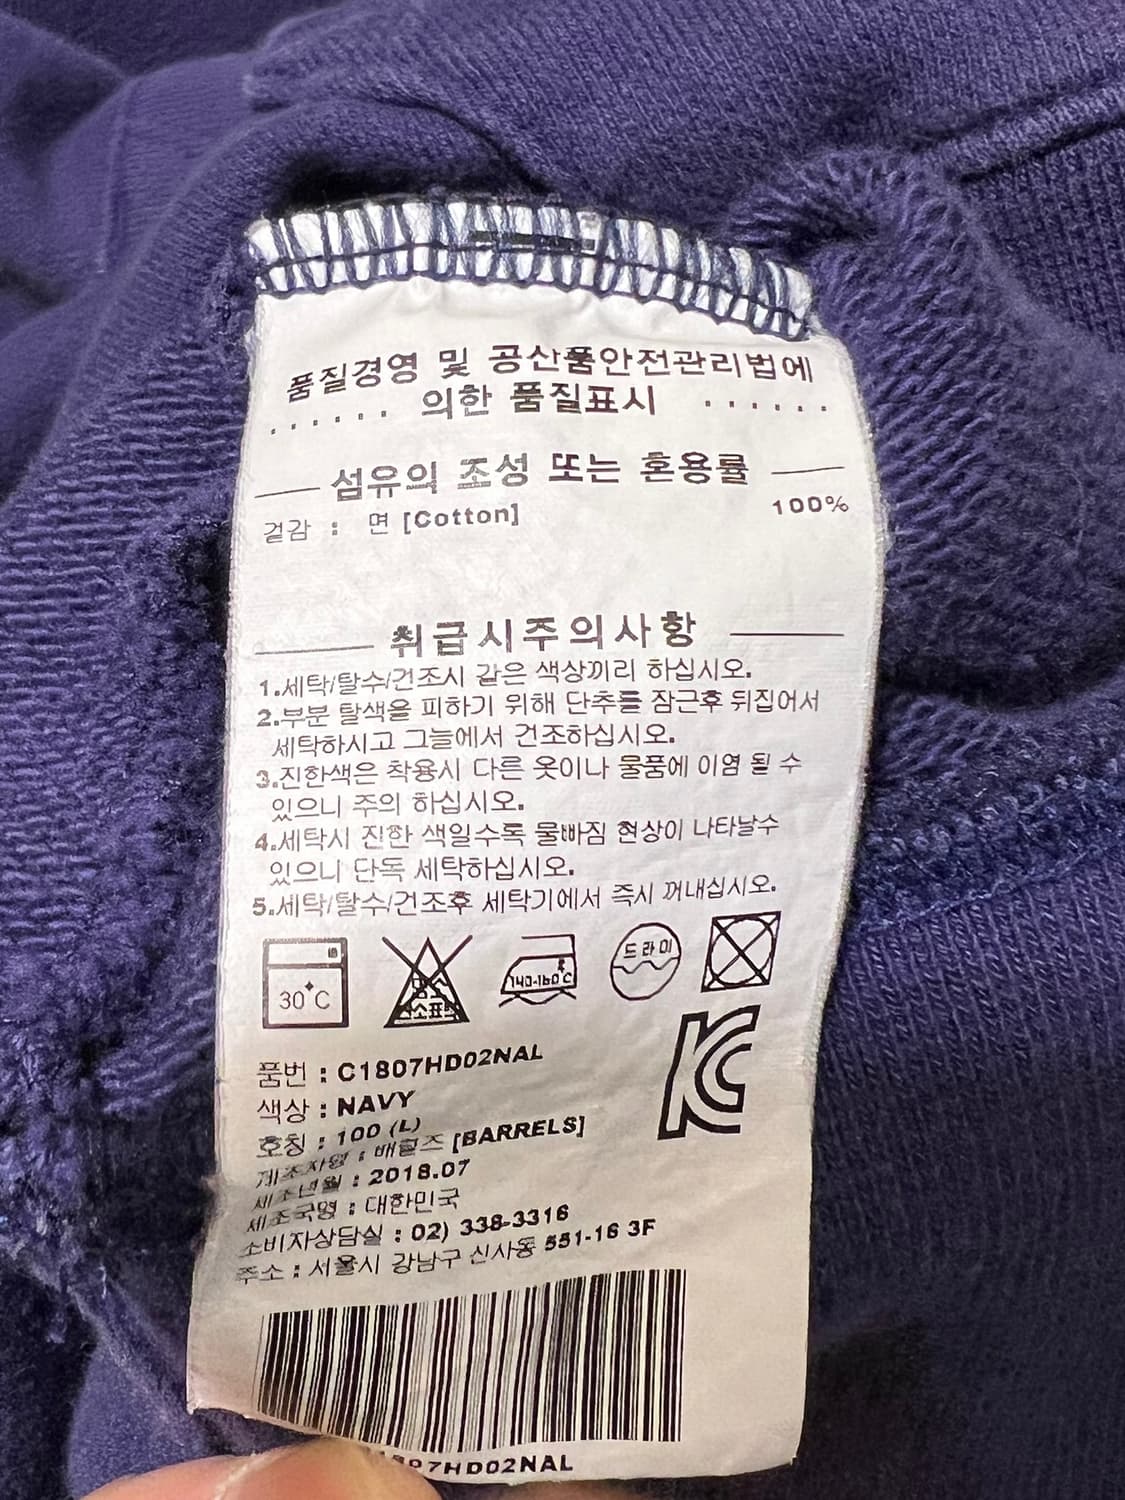 품질경영 및 공산품안전관리법에
...... 의한 품질표시 ......
섬유의 조성 또는 혼용률
겉감 : 면 [Cotton] 100%
취급시주의사항
1.세탁/탈수/건조시 같은 색상끼리 하십시오.
2.부분 탈색을 피하기 위해 단추를 잠근후 뒤집어서
세탁하시고 그늘에서 건조하십시오.
3.진한색은 착용시 다른 옷이나 물품에 이염 될 수
있으니 주의 하십시오.
4.세탁시 진한 색일수록 물빠짐 현상이 나타날수
있으니 단독 세탁하십시오.
5.세탁/탈수/건조후 세탁기에서 즉시 꺼내십시오.
30°C 염소표백 140-160°C 드라이
KC
품번 : C1807HD02NAL
색상 : NAVY
호칭 : 100 (L)
제조자명 : 배럴즈 [BARRELS]
제조년월 : 2018.07
제조국명 : 대한민국
소비자상담실 : 02) 338-3316
주소 : 서울시 강남구 신사동 551-16 3F
1807HD02NAL